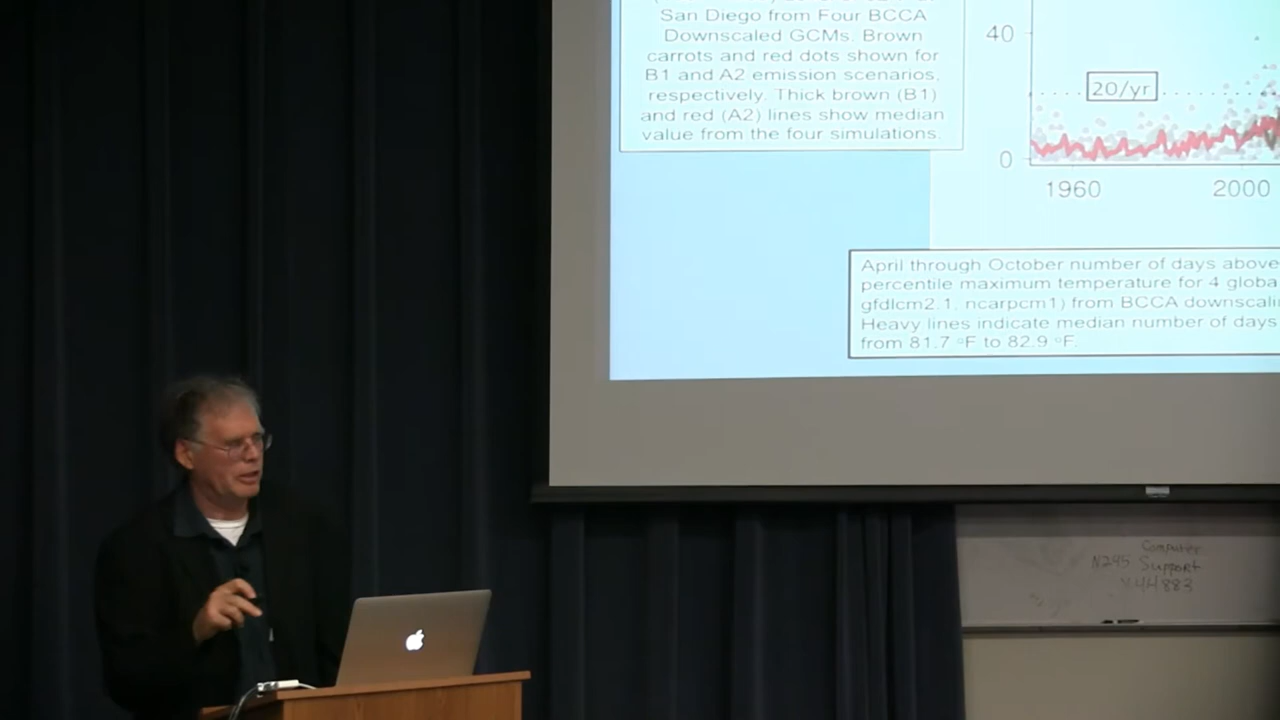 San Diego from Four BCCA
Downscaled GCMs. Brown
carrots and red dots shown for
B1 and A2 emission scenarios,
respectively. Thick brown (B1)
and red (A2) lines show median
value from the four simulations.
40
20/yr
0
1960
2000
April through October number of days above
percentile maximum temperature for 4 globa
gfdlcm2.1, ncarpcm1) from BCCA downscali
Heavy lines indicate median number of days
from 81.7 °F to 82.9 °F.
Computer
N245 Support
X44883